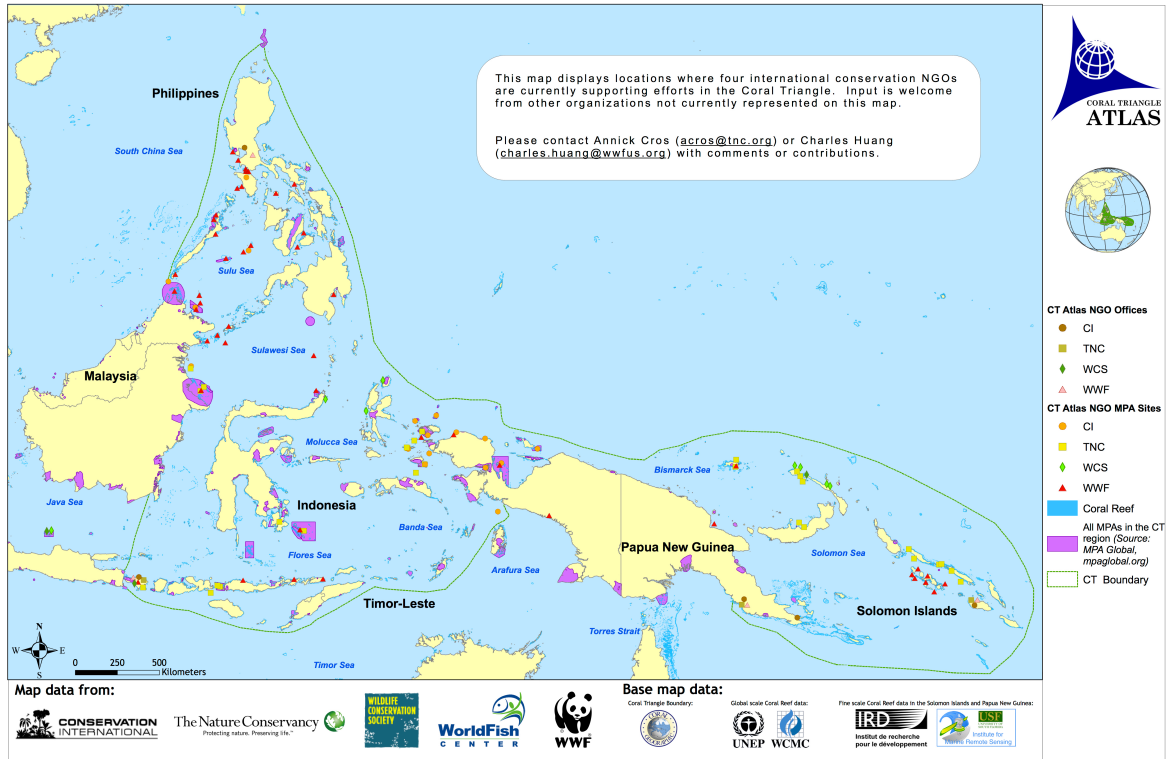 Philippines
South China Sea
Sulu Sea
Sulawesi Sea
Malaysia
Molucca Sea
Java Sea
Indonesia
Banda Sea
Flores Sea
Bismarck Sea
Papua New Guinea
Solomon Sea
Arafura Sea
Timor-Leste
Solomon Islands
Torres Strait
Timor Sea
This map displays locations where four international conservation NGOs
are currently supporting efforts in the Coral Triangle. Input is welcome
from other organizations not currently represented on this map.
Please contact Annick Cros (acros@tnc.org) or Charles Huang
(charles.huang@wwfus.org) with comments or contributions.
N
W E
S
0 250 500
Kilometers
CORAL TRIANGLE
ATLAS
CT Atlas NGO Offices
CI
TNC
WCS
WWF
CT Atlas NGO MPA Sites
CI
TNC
WCS
WWF
Coral Reef
All MPAs in the CT
region (Source:
MPA Global,
mpaglobal.org)
CT Boundary
Map data from:
CONSERVATION
INTERNATIONAL
The Nature Conservancy
Protecting nature. Preserving life.™
WILDLIFE
CONSERVATION
SOCIETY
WorldFish
CENTER
WWF
Base map data:
Coral Triangle Boundary:
Global scale Coral Reef data:
UNEP WCMC
Fine scale Coral Reef data in the Solomon Islands and Papua New Guinea:
IRD
Institut de recherche
pour le développement
USF
Institute for
Marine Remote Sensing